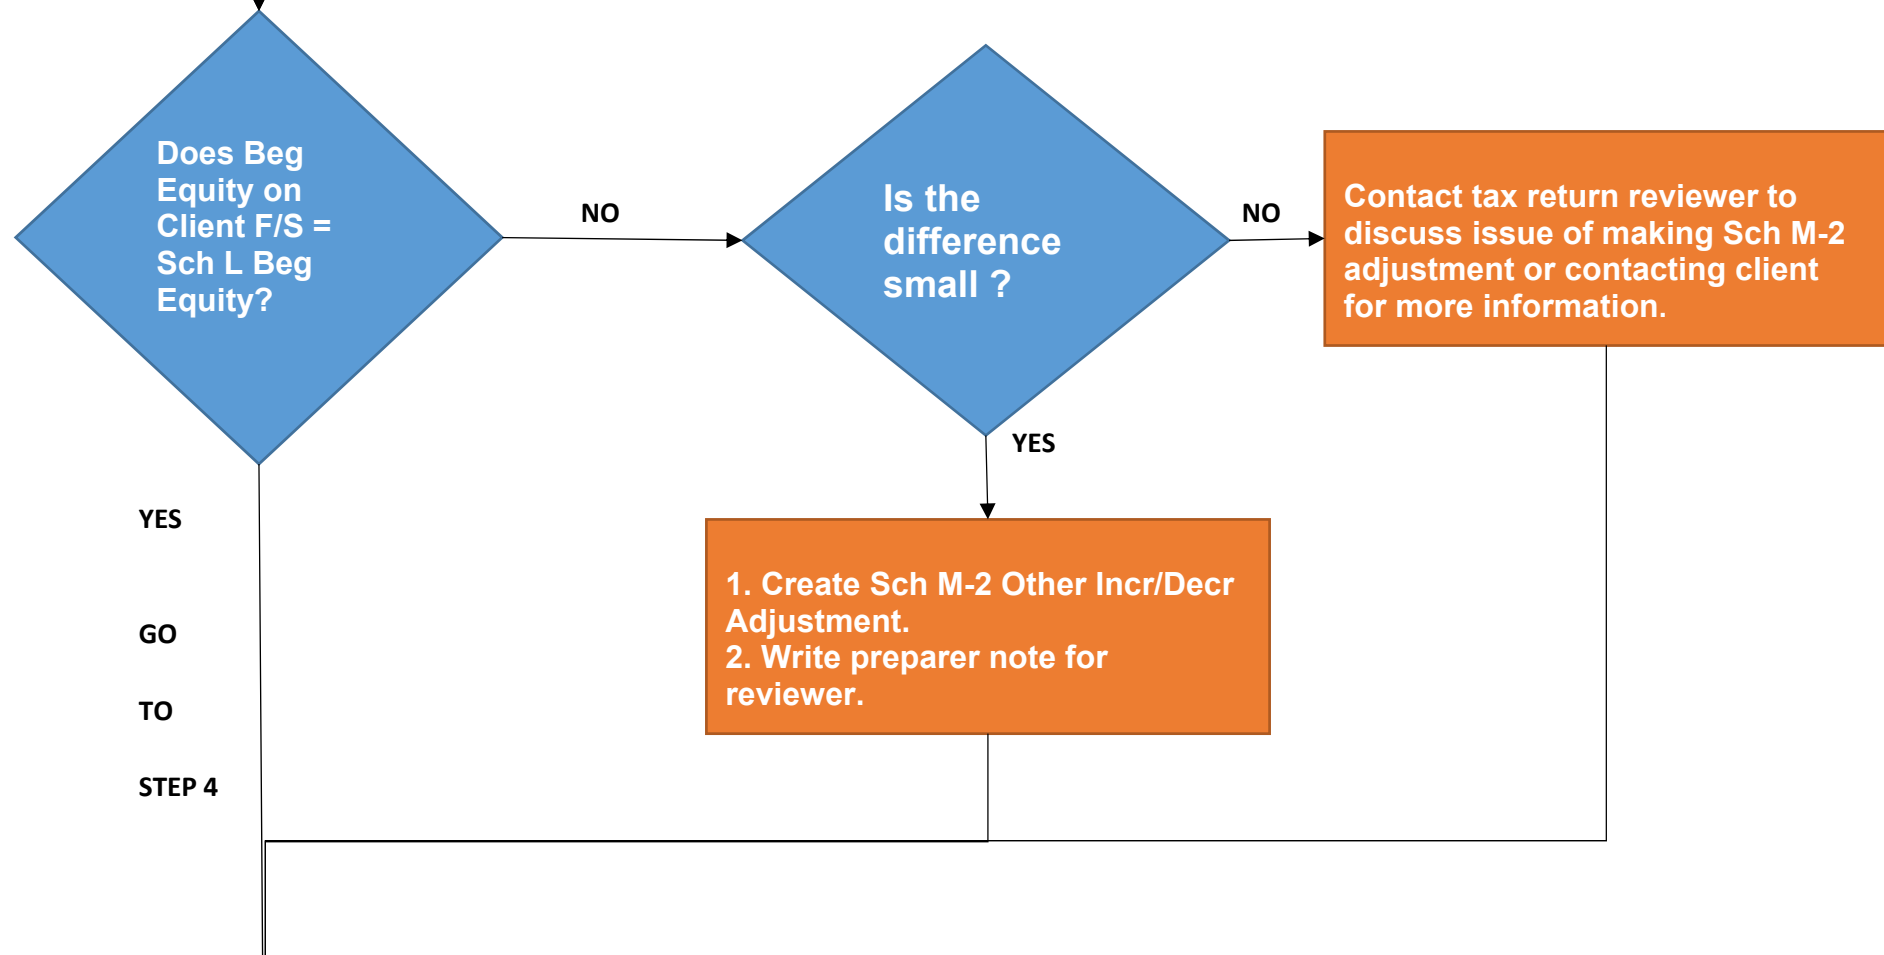 Does Beg
Equity on
Client F/S =
Sch L Beg
Equity?
NO
Is the
difference
small ?
NO
Contact tax return reviewer to
discuss issue of making Sch M-2
adjustment or contacting client
for more information.
YES
YES
GO
TO
STEP 4
1. Create Sch M-2 Other Incr/Decr
Adjustment.
2. Write preparer note for
reviewer.